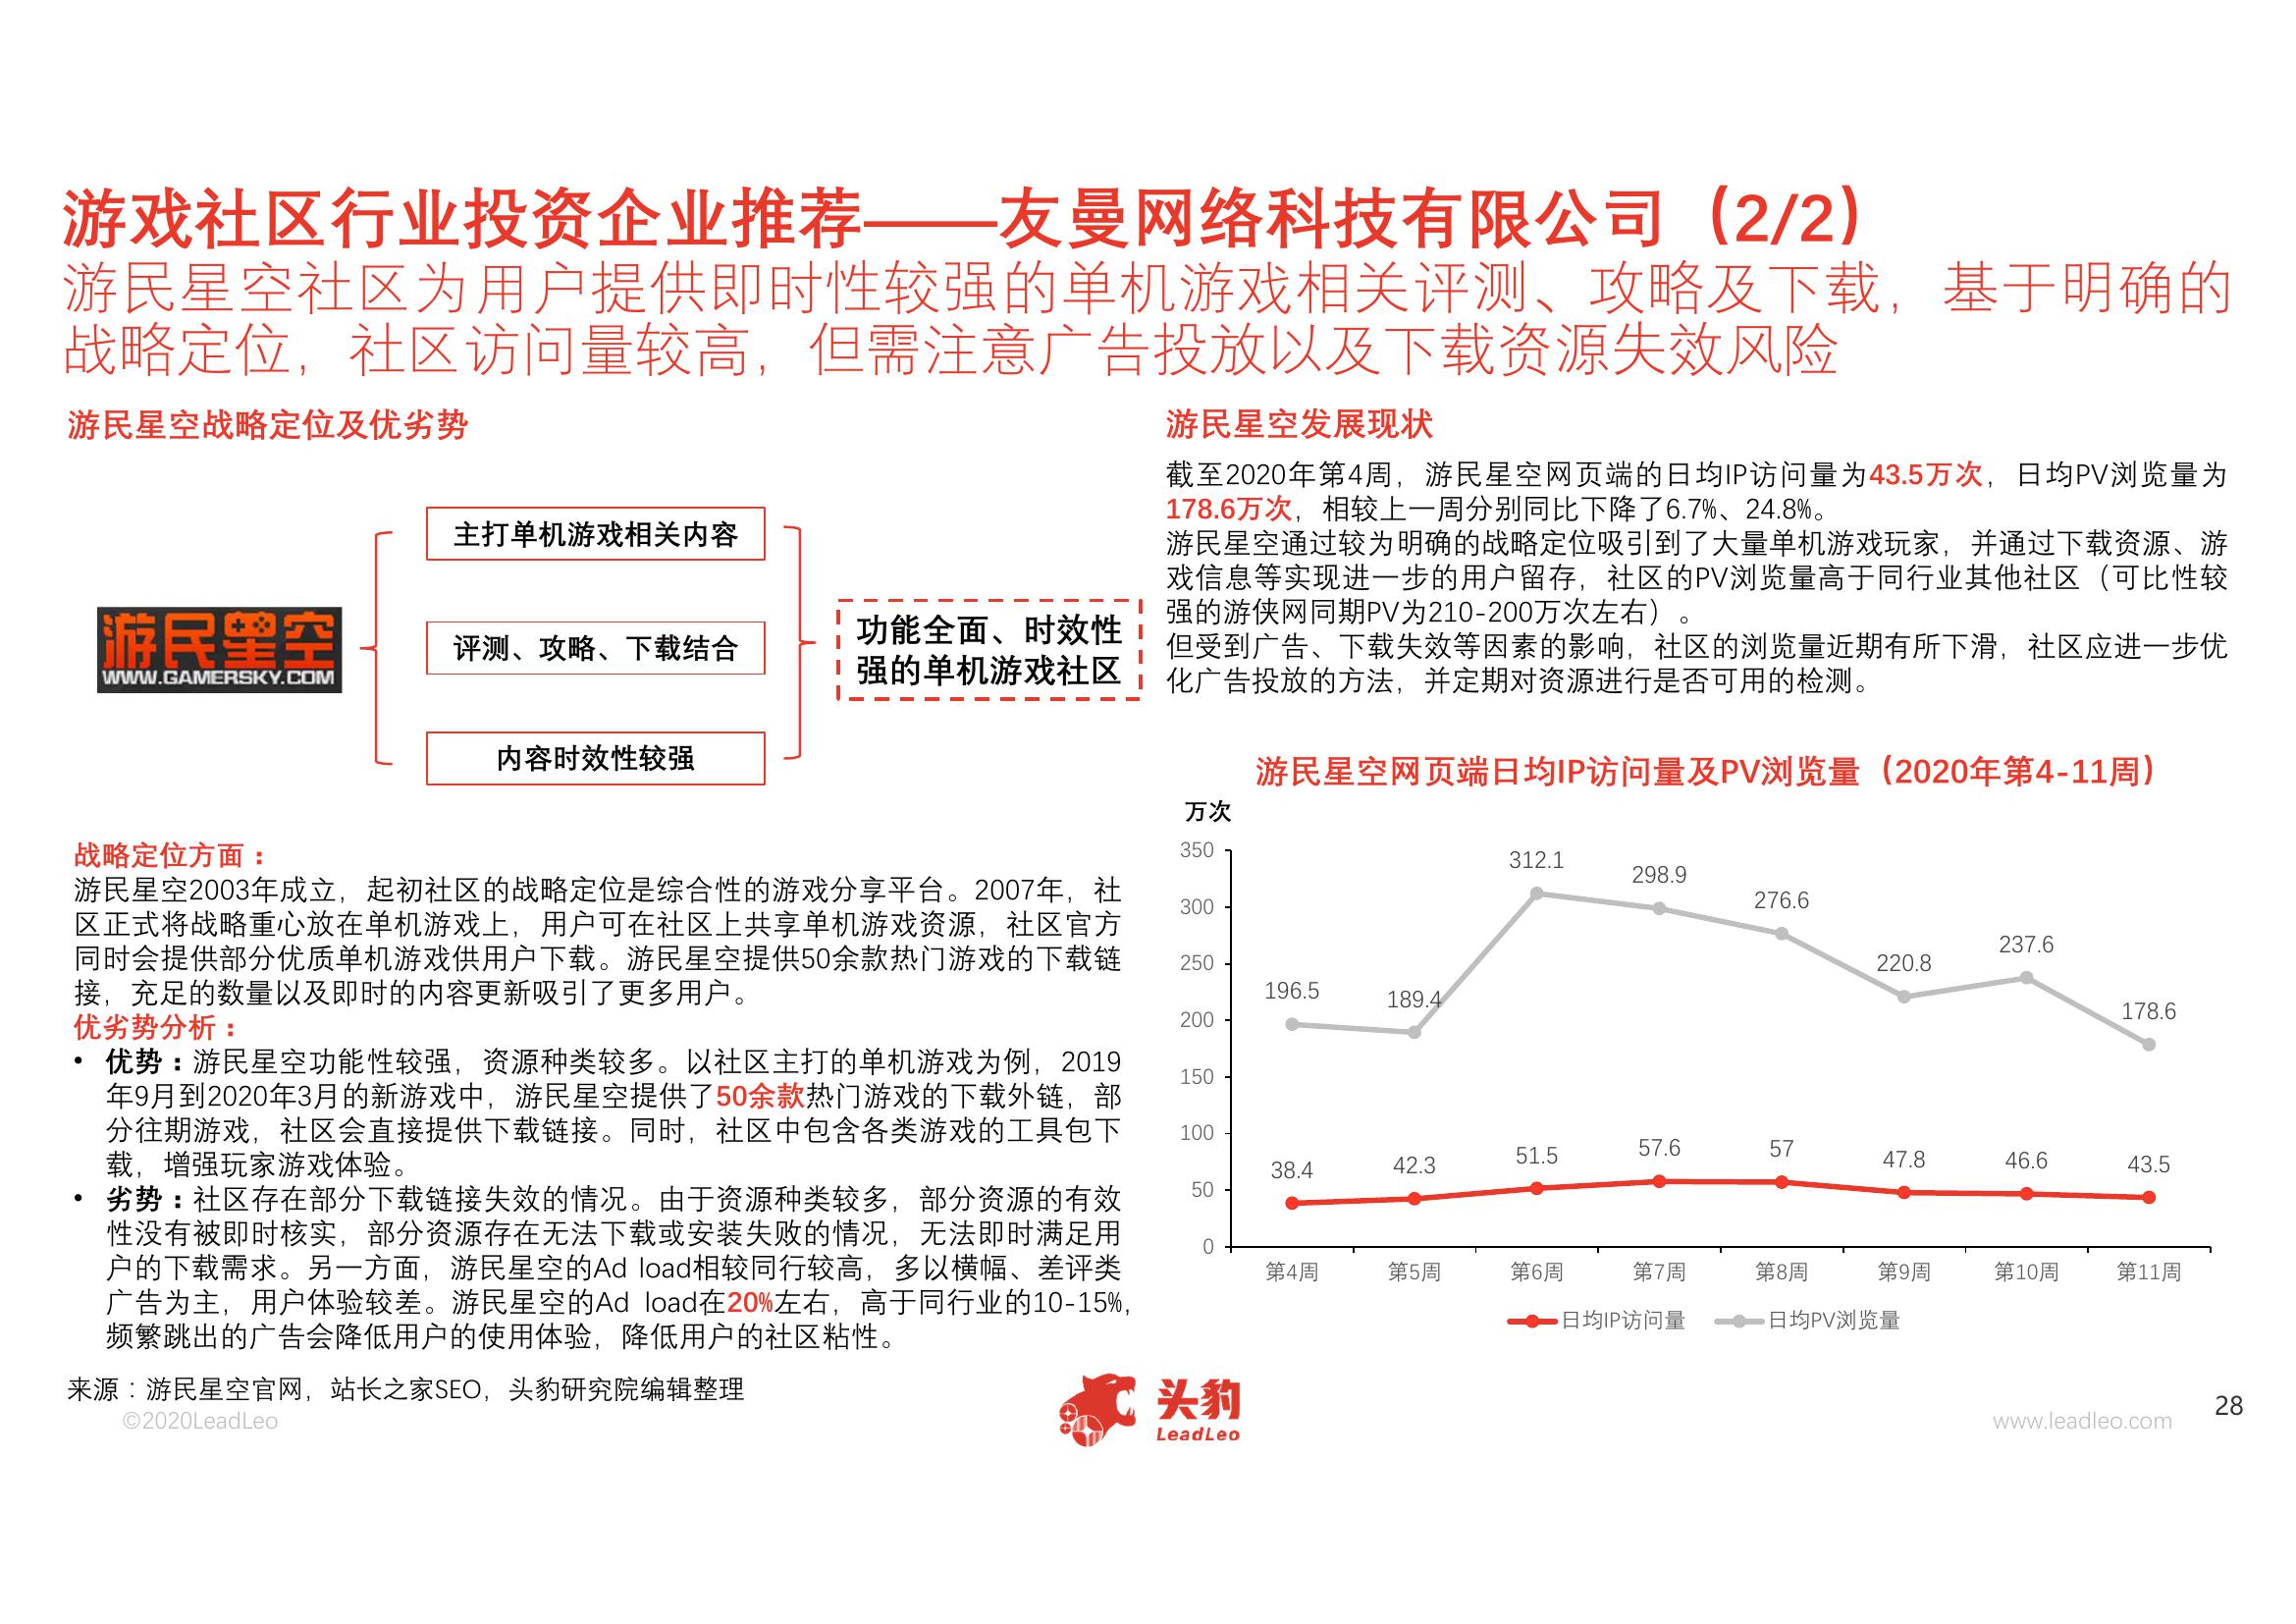 游戏社区行业投资企业推荐——友曼网络科技有限公司（2/2）
游民星空社区为用户提供即时性较强的单机游戏相关评测、攻略及下载，基于明确的
战略定位，社区访问量较高，但需注意广告投放以及下载资源失效风险
游民星空战略定位及优劣势
主打单机游戏相关内容
游民星空
WWW.GAMERSKY.COM
评测、攻略、下载结合
内容时效性较强
功能全面、时效性
强的单机游戏社区
战略定位方面：
游民星空2003年成立，起初社区的战略定位是综合性的游戏分享平台。2007年，社
区正式将战略重心放在单机游戏上，用户可在社区上共享单机游戏资源，社区官方
同时会提供部分优质单机游戏供用户下载。游民星空提供50余款热门游戏的下载链
接，充足的数量以及即时的内容更新吸引了更多用户。
优劣势分析：
• 优势：游民星空功能性较强，资源种类较多。以社区主打的单机游戏为例，2019
年9月到2020年3月的新游戏中，游民星空提供了50余款热门游戏的下载外链，部
分往期游戏，社区会直接提供下载链接。同时，社区中包含各类游戏的工具包下
载，增强玩家游戏体验。
• 劣势：社区存在部分下载链接失效的情况。由于资源种类较多，部分资源的有效
性没有被即时核实，部分资源存在无法下载或安装失败的情况，无法即时满足用
户的下载需求。另一方面，游民星空的Ad load相较同行较高，多以横幅、差评类
广告为主，用户体验较差。游民星空的Ad load在20%左右，高于同行业的10-15%，
频繁跳出的广告会降低用户的使用体验，降低用户的社区粘性。
游民星空发展现状
截至2020年第4周，游民星空网页端的日均IP访问量为43.5万次，日均PV浏览量为
178.6万次，相较上一周分别同比下降了6.7%、24.8%。
游民星空通过较为明确的战略定位吸引到了大量单机游戏玩家，并通过下载资源、游
戏信息等实现进一步的用户留存，社区的PV浏览量高于同行业其他社区（可比性较
强的游侠网同期PV为210-200万次左右）。
但受到广告、下载失效等因素的影响，社区的浏览量近期有所下滑，社区应进一步优
化广告投放的方法，并定期对资源进行是否可用的检测。
游民星空网页端日均IP访问量及PV浏览量（2020年第4-11周）
万次
350
300
250
200
150
100
50
0
196.5 189.4 312.1 298.9 276.6 220.8 237.6 178.6
38.4 42.3 51.5 57.6 57 47.8 46.6 43.5
第4周 第5周 第6周 第7周 第8周 第9周 第10周 第11周
日均IP访问量 日均PV浏览量
来源：游民星空官网，站长之家SEO，头豹研究院编辑整理
©2020LeadLeo
头豹
LeadLeo
www.leadleo.com
28